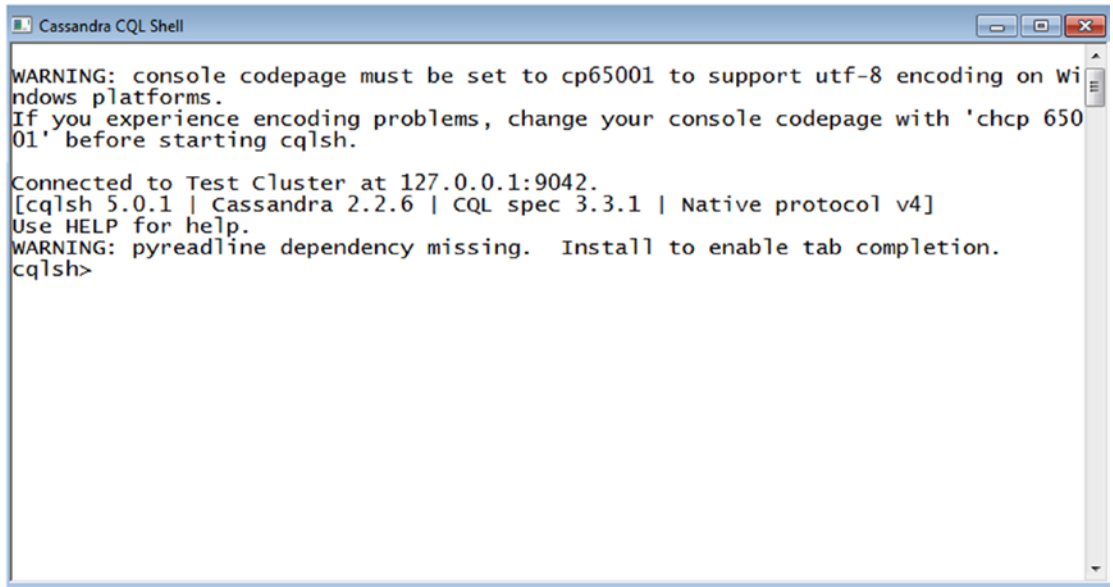 Cassandra CQL Shell
WARNING: console codepage must be set to cp65001 to support utf-8 encoding on Wi
ndows platforms.
If you experience encoding problems, change your console codepage with 'chcp 650
01' before starting cqlsh.
Connected to Test Cluster at 127.0.0.1:9042.
[cqlsh 5.0.1 | Cassandra 2.2.6 | CQL spec 3.3.1 | Native protocol v4]
Use HELP for help.
WARNING: pyreadline dependency missing.  Install to enable tab completion.
cqlsh>